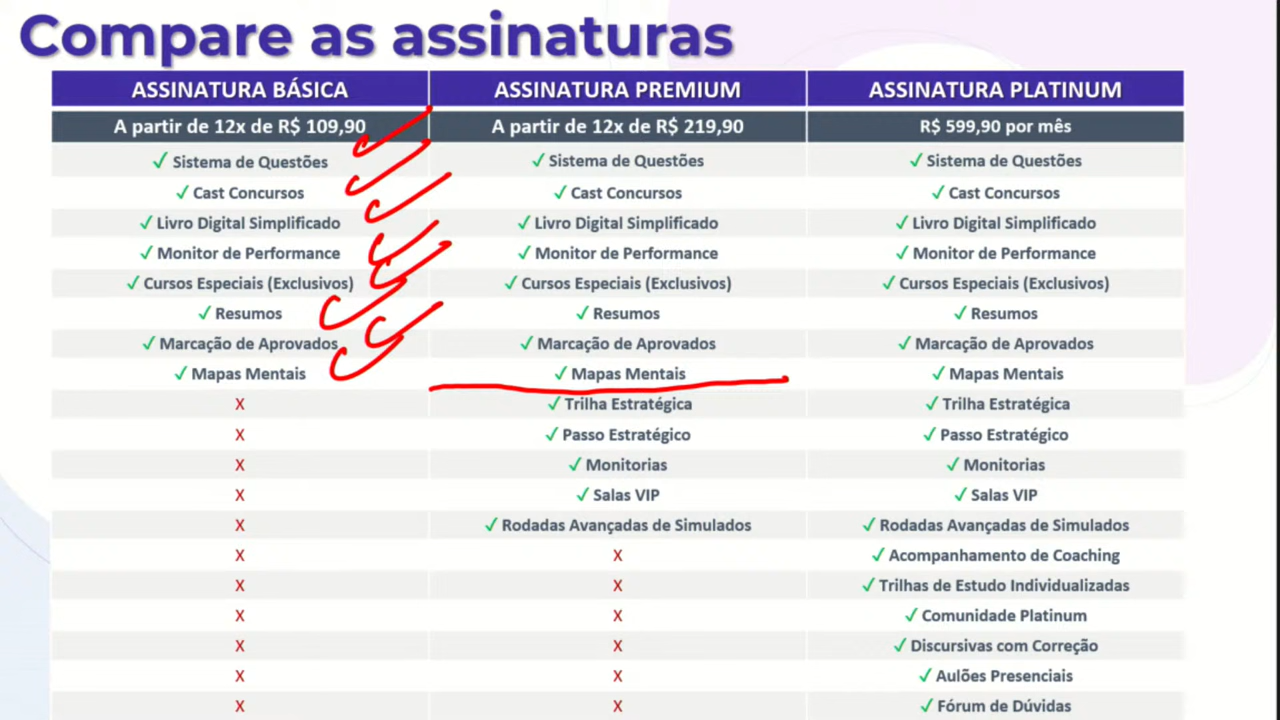 Compare as assinaturas
ASSINATURA BÁSICA ASSINATURA PREMIUM ASSINATURA PLATINUM
A partir de 12x de R$ 109,90 A partir de 12x de R$ 219,90 R$ 599,90 por mês
✓ Sistema de Questões ✓ Sistema de Questões ✓ Sistema de Questões
✓ Cast Concursos ✓ Cast Concursos ✓ Cast Concursos
✓ Livro Digital Simplificado ✓ Livro Digital Simplificado ✓ Livro Digital Simplificado
✓ Monitor de Performance ✓ Monitor de Performance ✓ Monitor de Performance
✓ Cursos Especiais (Exclusivos) ✓ Cursos Especiais (Exclusivos) ✓ Cursos Especiais (Exclusivos)
✓ Resumos ✓ Resumos ✓ Resumos
✓ Marcação de Aprovados ✓ Marcação de Aprovados ✓ Marcação de Aprovados
✓ Mapas Mentais ✓ Mapas Mentais ✓ Mapas Mentais
X ✓ Trilha Estratégica ✓ Trilha Estratégica
X ✓ Passo Estratégico ✓ Passo Estratégico
X ✓ Monitorias ✓ Monitorias
X ✓ Salas VIP ✓ Salas VIP
X ✓ Rodadas Avançadas de Simulados ✓ Rodadas Avançadas de Simulados
X X ✓ Acompanhamento de Coaching
X X ✓ Trilhas de Estudo Individualizadas
X X ✓ Comunidade Platinum
X X ✓ Discursivas com Correção
X X ✓ Aulões Presenciais
X X ✓ Fórum de Dúvidas